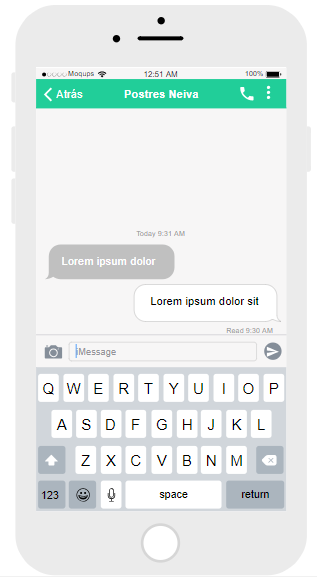 Moqups 12:51 AM 100%
Atrás Postres Neiva
Today 9:31 AM
Lorem ipsum dolor
Lorem ipsum dolor sit
Read 9:30 AM
iMessage
Q W E R T Y U I O P
A S D F G H J K L
Z X C V B N M
123 space return